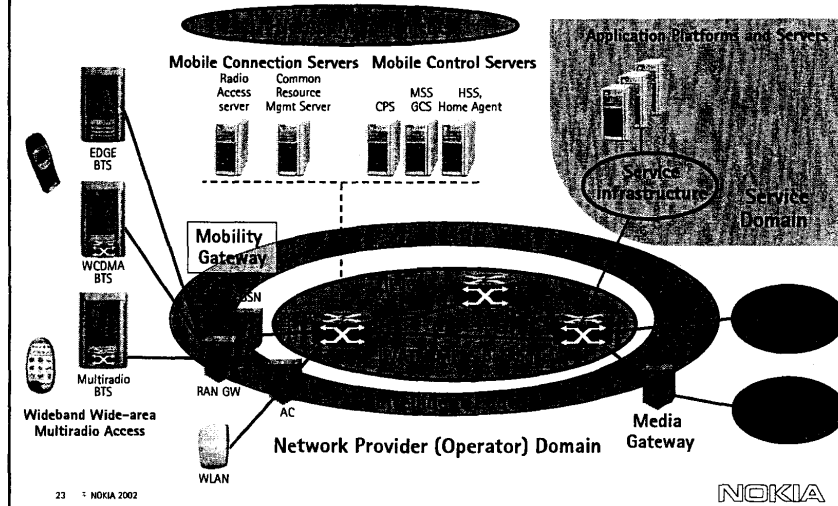 Application Platforms and Servers
Mobile Connection Servers
Mobile Control Servers
Radio
Access
server
Common
Resource
Mgmt Server
CPS
MSS
GCS
HSS,
Home Agent
EDGE
BTS
Service
Infrastructure
Service
Domain
WCDMA
BTS
Mobility
Gateway
Multiradio
BTS
RAN GW
AC
Wideband Wide-area
Multiradio Access
WLAN
Network Provider (Operator) Domain
Media
Gateway
23
NOKIA 2002
NOKIA